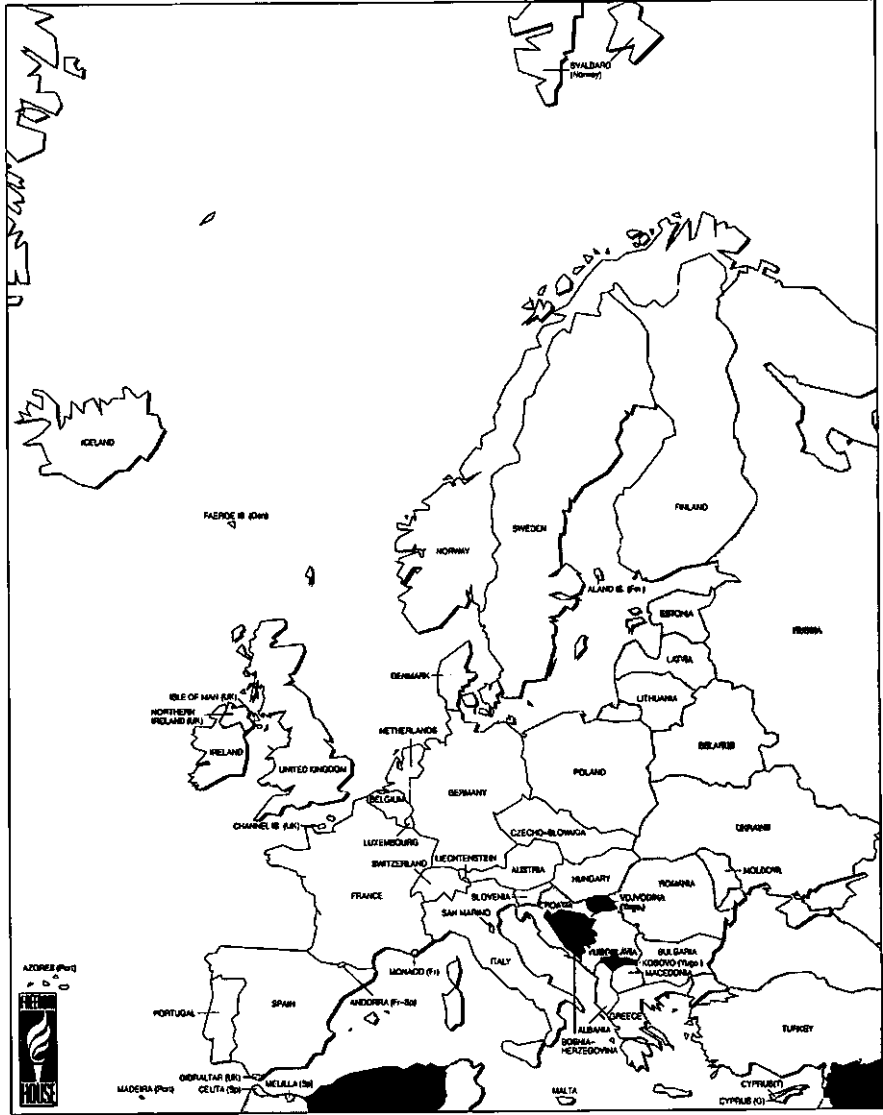 SVALBARD
(Norway)
ICELAND
FAEROE IS (Den)
SWEDEN
FINLAND
NORWAY
ALAND IS. (Fin)
ESTONIA
RUSSIA
LATVIA
DENMARK
LITHUANIA
ISLE OF MAN (UK)
NORTHERN
IRELAND (UK)
NETHERLANDS
BELARUS
IRELAND
UNITED KINGDOM
POLAND
GERMANY
BELGIUM
CHANNEL IS (UK)
CZECHO-SLOVAKIA
UKRAINE
LUXEMBOURG
LIECHTENSTEIN
SWITZERLAND
AUSTRIA
MOLDOVA
HUNGARY
ROMANIA
FRANCE
SLOVENIA
VOJVODINA
(Yugo.)
CROATIA
SAN MARINO
YUGOSLAVIA
BULGARIA
ITALY
KOSOVO (Yugo.)
MACEDONIA
AZORES (Port)
MONACO (Fr)
ANDORRA (Fr-Sp)
SPAIN
PORTUGAL
GREECE
ALBANIA
TURKEY
BOSNIA-
HERZEGOVINA
FREEDOM
HOUSE
GIBRALTAR (UK)
MELILLA (Sp)
CEUTA (Sp)
MADEIRA (Port)
MALTA
CYPRUS(T)
CYPRUS (G)